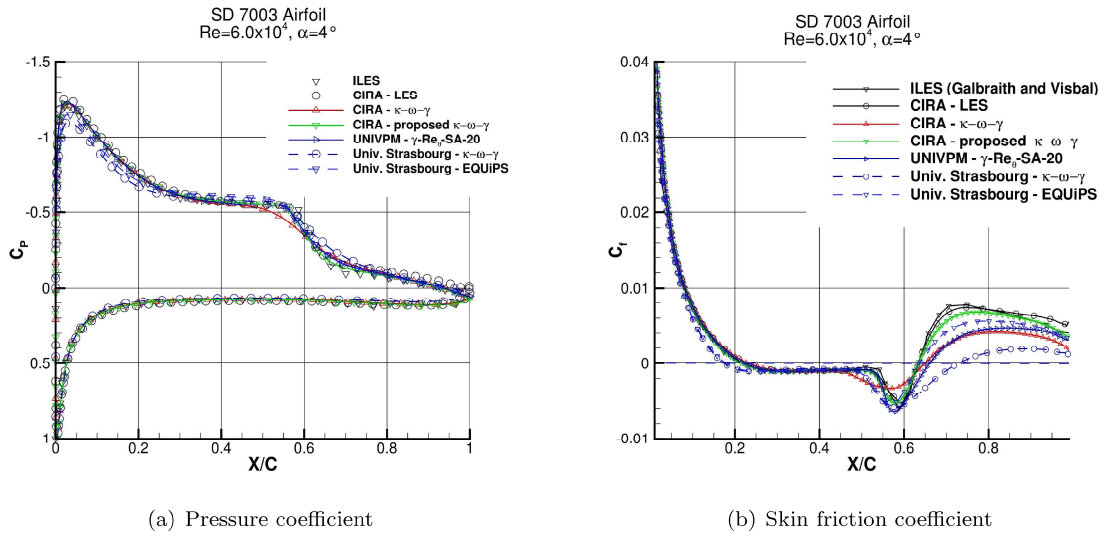 SD 7003 Airfoil
Re=6.0x10⁴, α=4°
-1.5
-1
-0.5
0
0.5
1
C_P
0
0.2
0.4
0.6
0.8
1
X/C
ILES
CIRA - LES
CIRA - κ-ω-γ
CIRA - proposed κ-ω-γ
UNIVPM - γ-Re_θ-SA-20
Univ. Strasbourg - κ-ω-γ
Univ. Strasbourg - EQUiPS
(a) Pressure coefficient
SD 7003 Airfoil
Re=6.0x10⁴, α=4°
0.04
0.03
0.02
0.01
0
-0.01
C_f
0.2
0.4
0.6
0.8
X/C
ILES (Galbraith and Visbal)
CIRA - LES
CIRA - κ-ω-γ
CIRA - proposed κ ω γ
UNIVPM - γ-Re_θ-SA-20
Univ. Strasbourg - κ-ω-γ
Univ. Strasbourg - EQUiPS
(b) Skin friction coefficient